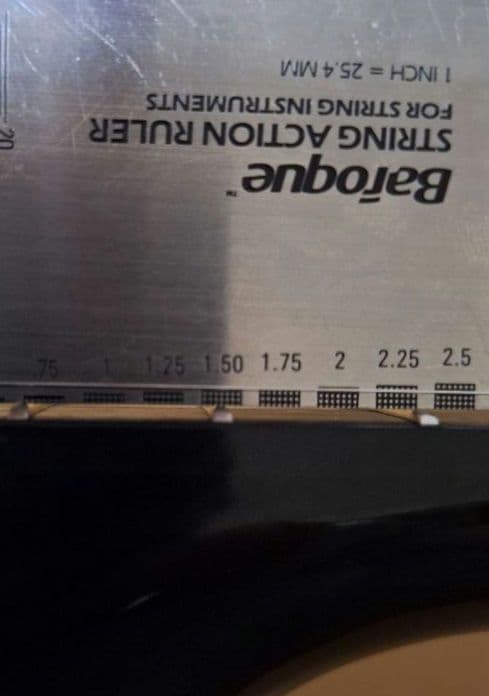 Baroque™
STRING ACTION RULER
FOR STRING INSTRUMENTS
1 INCH = 25.4 MM
20
.75 1 1.25 1.50 1.75 2 2.25 2.5